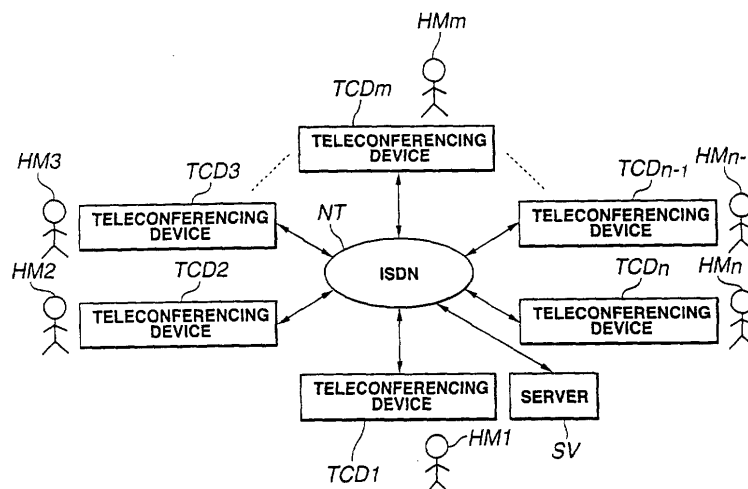 HMm
TCDm
TELECONFERENCING
DEVICE
HM3
TCD3
TELECONFERENCING
DEVICE
NT
TCDn-1
HMn-
TELECONFERENCING
DEVICE
ISDN
HM2
TCD2
TELECONFERENCING
DEVICE
TCDn
HMn
TELECONFERENCING
DEVICE
TELECONFERENCING
DEVICE
SERVER
TCD1
HM1
SV